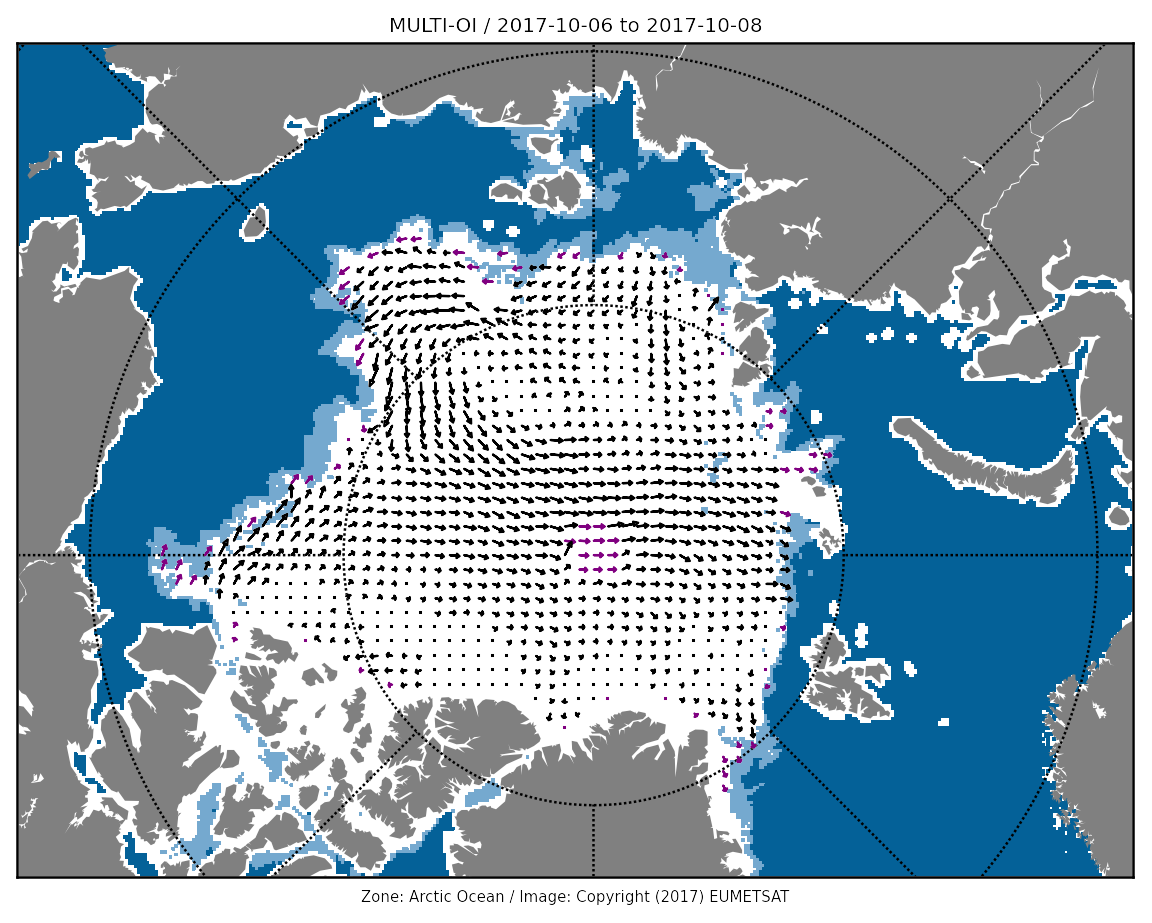 MULTI-OI / 2017-10-06 to 2017-10-08
Zone: Arctic Ocean / Image: Copyright (2017) EUMETSAT